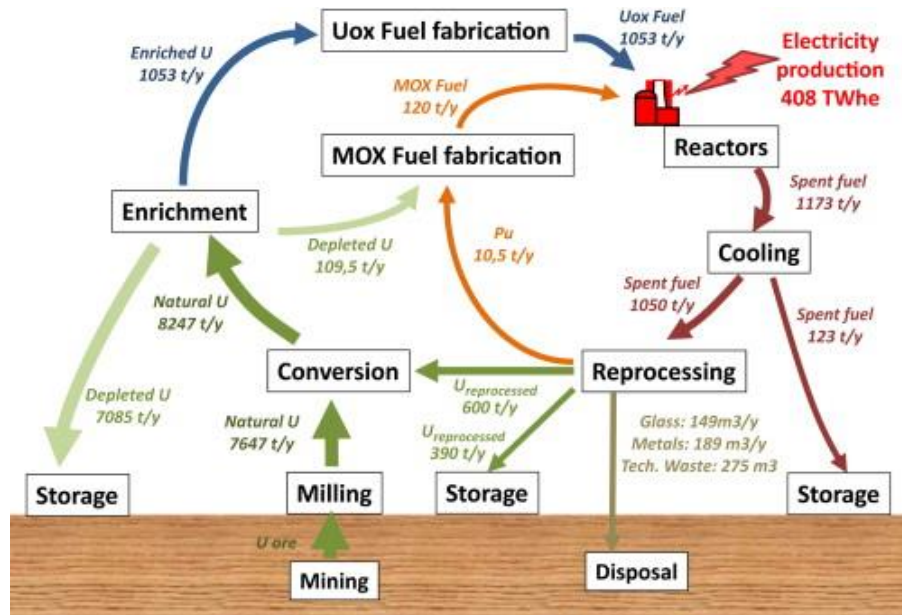 Uox Fuel fabrication
Enriched U
1053 t/y
Uox Fuel
1053 t/y
Electricity
production
408 TWhe
MOX Fuel
120 t/y
MOX Fuel fabrication
Reactors
Spent fuel
1173 t/y
Enrichment
Depleted U
109,5 t/y
Pu
10,5 t/y
Cooling
Natural U
8247 t/y
Spent fuel
1050 t/y
Spent fuel
123 t/y
Conversion
Reprocessing
Ureprocessed
600 t/y
Depleted U
7085 t/y
Natural U
7647 t/y
Ureprocessed
390 t/y
Glass: 149m3/y
Metals: 189 m3/y
Tech. Waste: 275 m3
Storage
Milling
Storage
Storage
U ore
Mining
Disposal